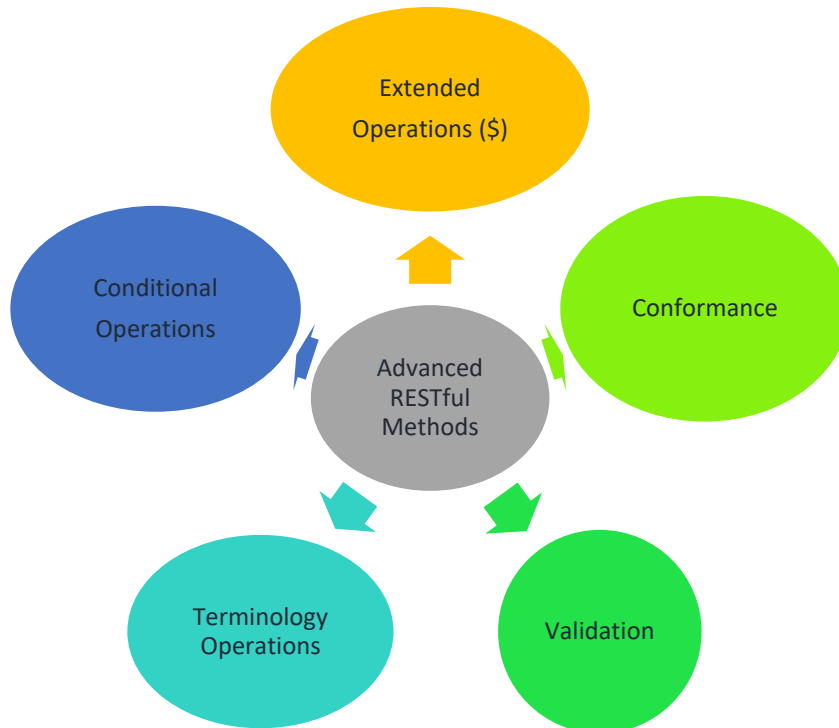 Extended
Operations ($)
Conditional
Operations
Conformance
Advanced
RESTful
Methods
Terminology
Operations
Validation